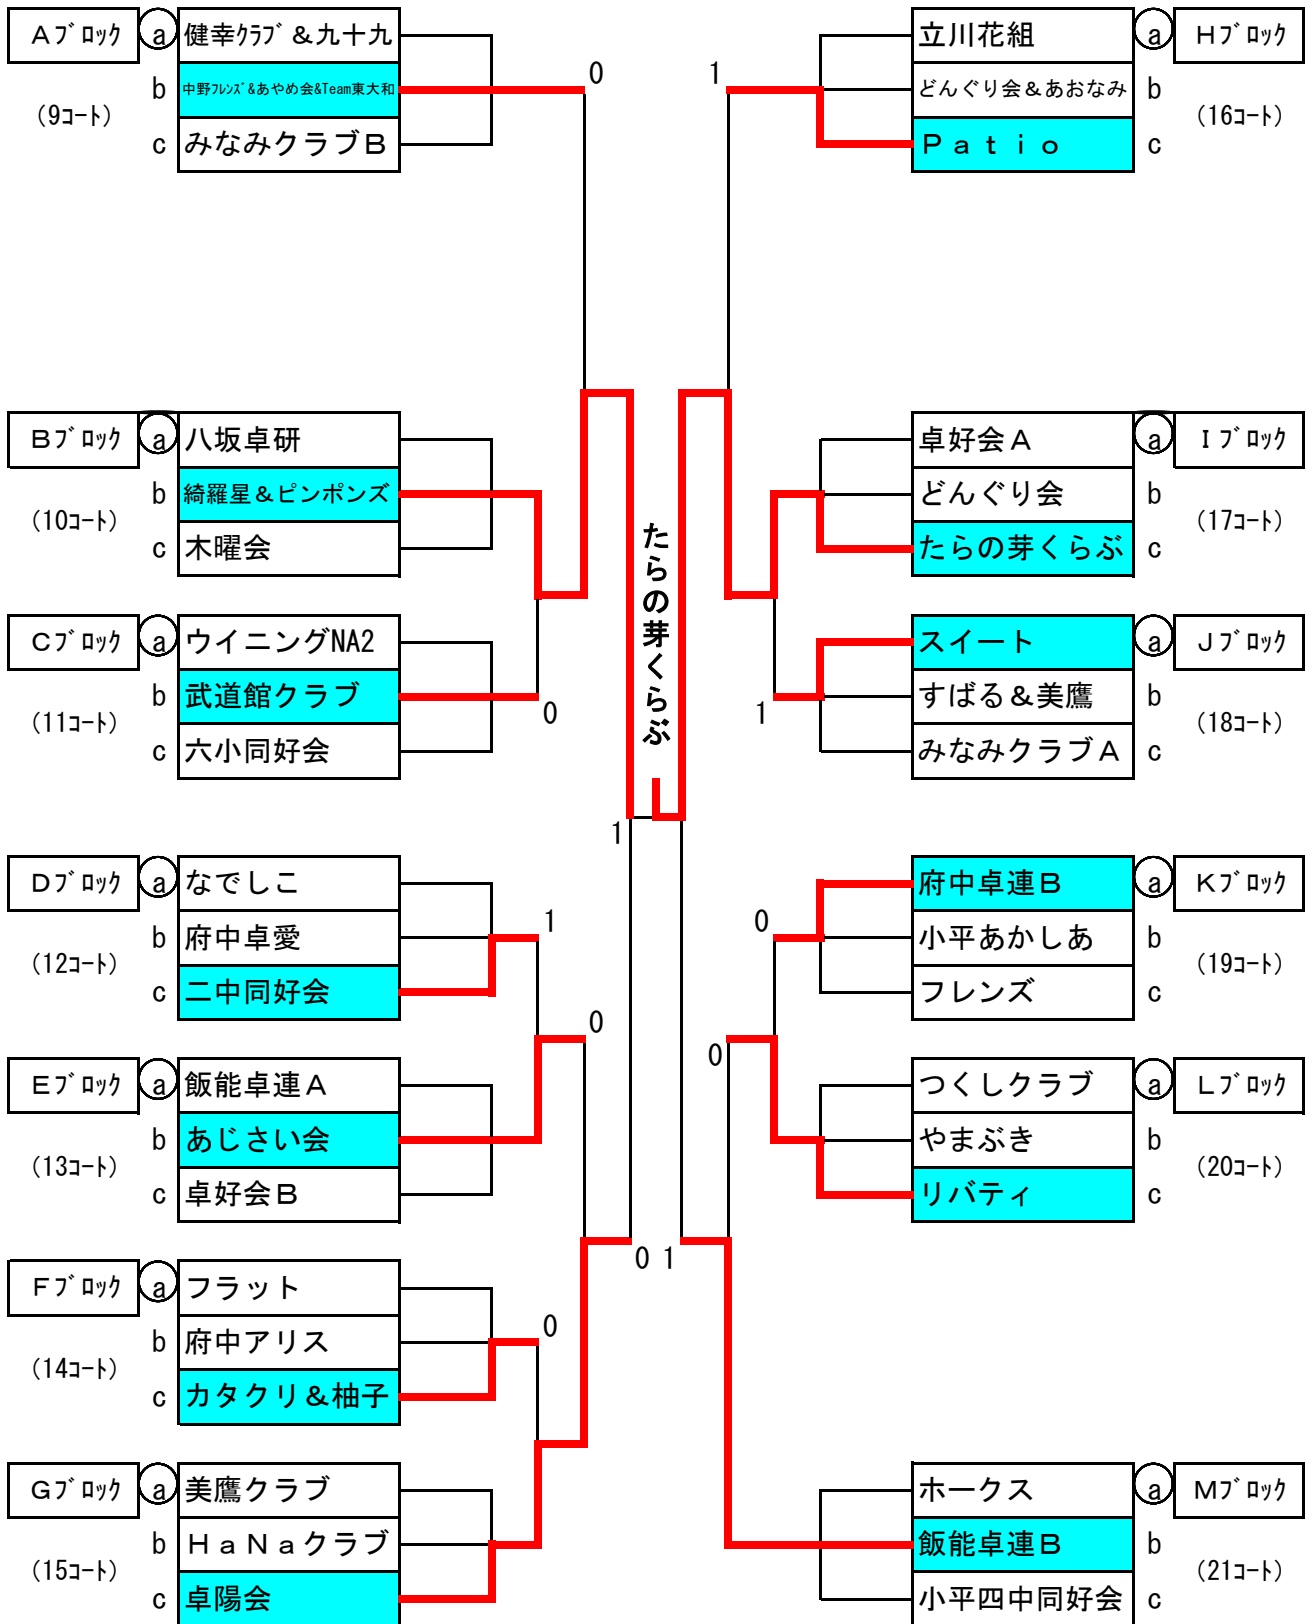 Aブロック a 健幸クラブ&九十九
b 中野フレンズ&あやめ会&Team東大和
(9コート)
c みなみクラブB
0
1
立川花組 a Hブロック
どんぐり会&あおなみ b
(16コート)
Patio c
Bブロック a 八坂卓研
b 綺羅星&ピンポンズ
(10コート)
c 木曜会
Cブロック a ウイニングNA2
b 武道館クラブ
(11コート)
c 六小同好会
0
たらの芽くらぶ
卓好会A a Iブロック
どんぐり会 b
(17コート)
たらの芽くらぶ c
スイート a Jブロック
すばる&美鷹 b
(18コート)
みなみクラブA c
1
1
Dブロック a なでしこ
b 府中卓愛
(12コート)
c 二中同好会
1
0
Eブロック a 飯能卓連A
b あじさい会
(13コート)
c 卓好会B
府中卓連B a Kブロック
小平あかしあ b
(19コート)
フレンズ c
0
0
つくしクラブ a Lブロック
やまぶき b
(20コート)
リバティ c
0 1
Fブロック a フラット
b 府中アリス
(14コート)
c カタクリ&柚子
0
Gブロック a 美鷹クラブ
b HaNaクラブ
(15コート)
c 卓陽会
ホークス a Mブロック
飯能卓連B b
(21コート)
小平四中同好会 c